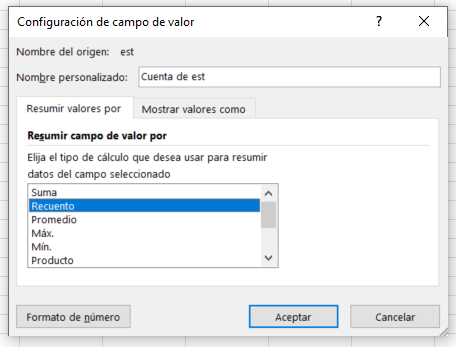 Configuración de campo de valor
Nombre del origen: est
Nombre personalizado: Cuenta de est
Resumir valores por
Mostrar valores como
Resumir campo de valor por
Elija el tipo de cálculo que desea usar para resumir
datos del campo seleccionado
Suma
Recuento
Promedio
Máx.
Mín.
Producto
Formato de número
Aceptar
Cancelar